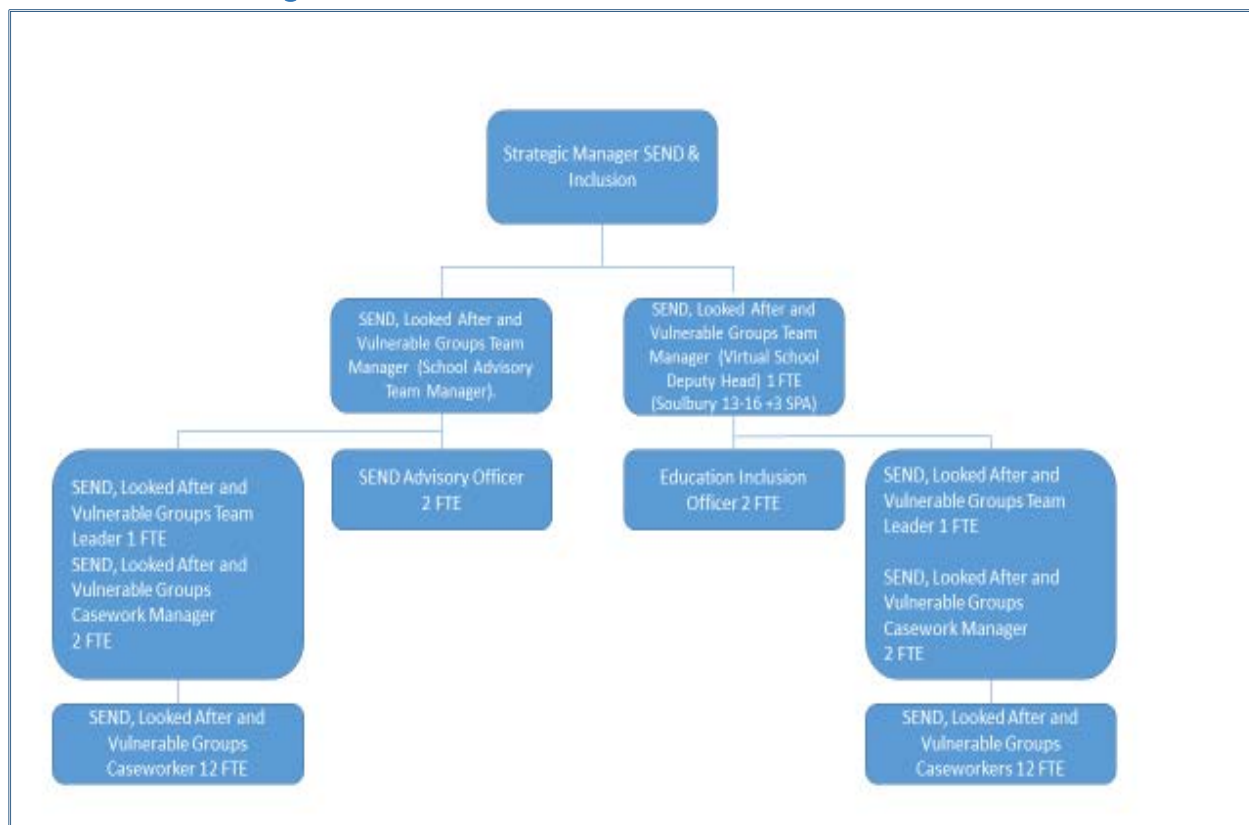 Strategic Manager SEND &
Inclusion
SEND, Looked After and
Vulnerable Groups Team
Manager (School Advisory
Team Manager).
SEND, Looked After and
Vulnerable Groups Team
Manager (Virtual School
Deputy Head) 1 FTE
(Soulbury 13-16 +3 SPA)
SEND, Looked After and
Vulnerable Groups Team
Leader 1 FTE
SEND, Looked After and
Vulnerable Groups
Casework Manager
2 FTE
SEND Advisory Officer
2 FTE
Education Inclusion
Officer 2 FTE
SEND, Looked After and
Vulnerable Groups Team
Leader 1 FTE
SEND, Looked After and
Vulnerable Groups
Casework Manager
2 FTE
SEND, Looked After and
Vulnerable Groups
Caseworker 12 FTE
SEND, Looked After and
Vulnerable Groups
Caseworkers 12 FTE